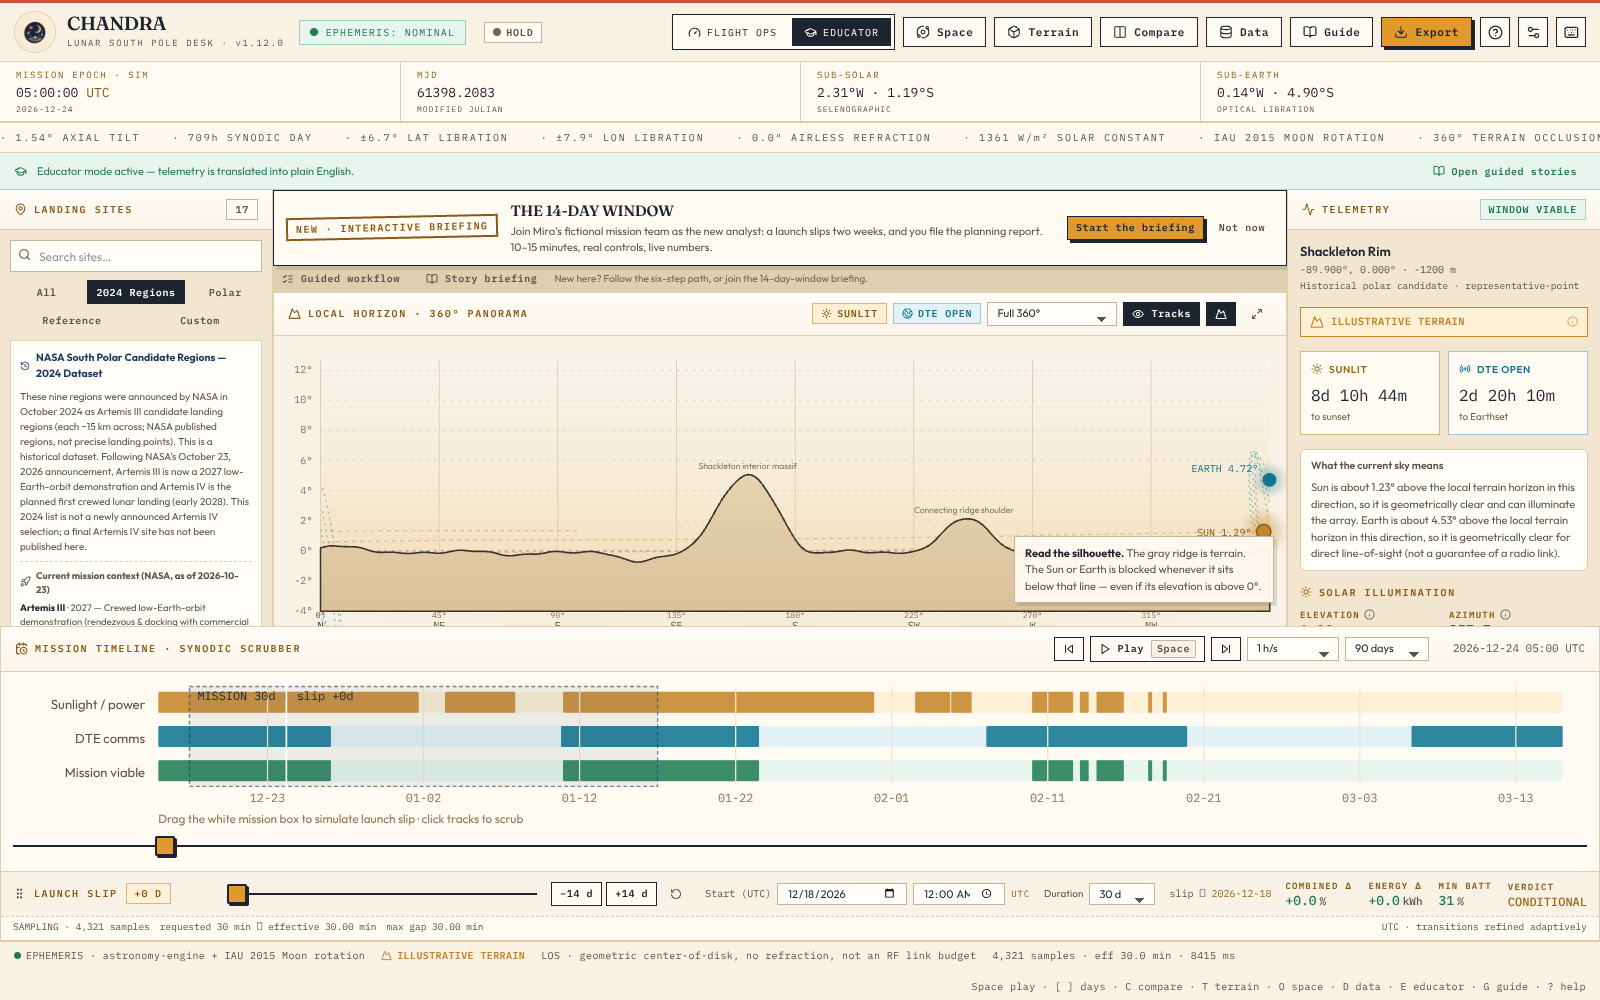 CHANDRA
LUNAR SOUTH POLE DESK · v1.12.0
EPHEMERIS: NOMINAL
HOLD
FLIGHT OPS
EDUCATOR
Space
Terrain
Compare
Data
Guide
Export
MISSION EPOCH · SIM
05:00:00 UTC
2026-12-24
MJD
61398.2083
MODIFIED JULIAN
SUB-SOLAR
2.31°W · 1.19°S
SELENOGRAPHIC
SUB-EARTH
0.14°W · 4.90°S
OPTICAL LIBRATION
· 1.54° AXIAL TILT · 709h SYNODIC DAY · ±6.7° LAT LIBRATION · ±7.9° LON LIBRATION · 0.0° AIRLESS REFRACTION · 1361 W/m² SOLAR CONSTANT · IAU 2015 MOON ROTATION · 360° TERRAIN OCCLUSION
Educator mode active — telemetry is translated into plain English.
Open guided stories
LANDING SITES
17
Search sites...
All
2024 Regions
Polar
Reference
Custom
NASA South Polar Candidate Regions —
2024 Dataset
These nine regions were announced by NASA in
October 2024 as Artemis III candidate landing
regions (each ~15 km across; NASA published
regions, not precise landing points). This is a
historical dataset. Following NASA's October 23,
2026 announcement, Artemis III is now a 2027 low-
Earth-orbit demonstration and Artemis IV is the
planned first crewed lunar landing (early 2028). This
2024 list is not a newly announced Artemis IV
selection; a final Artemis IV site has not been
published here.
Current mission context (NASA, as of 2026-10-
23)
Artemis III · 2027 — Crewed low-Earth-orbit
demonstration (rendezvous & docking with commercial
NEW · INTERACTIVE BRIEFING
THE 14-DAY WINDOW
Join Mira's fictional mission team as the new analyst: a launch slips two weeks, and you file the planning report.
10–15 minutes, real controls, live numbers.
Start the briefing
Not now
Guided workflow
Story briefing
New here? Follow the six-step path, or join the 14-day-window briefing.
LOCAL HORIZON · 360° PANORAMA
SUNLIT
DTE OPEN
Full 360°
Tracks
12°
10°
8°
6°
4°
2°
0°
-2°
-4°
Shackleton interior massif
Connecting ridge shoulder
EARTH 4.72°
SUN 1.29°
Read the silhouette. The gray ridge is terrain.
The Sun or Earth is blocked whenever it sits
below that line — even if its elevation is above 0°.
0° 45° 90° 135° 180° 225° 270° 315°
N NE E SE S SW W NW
TELEMETRY
WINDOW VIABLE
Shackleton Rim
-89.900°, 0.000° · -1200 m
Historical polar candidate · representative-point
ILLUSTRATIVE TERRAIN
SUNLIT
8d 10h 44m
to sunset
DTE OPEN
2d 20h 10m
to Earthset
What the current sky means
Sun is about 1.23° above the local terrain horizon in this
direction, so it is geometrically clear and can illuminate
the array. Earth is about 4.53° above the local terrain
horizon in this direction, so it is geometrically clear for
direct line-of-sight (not a guarantee of a radio link).
SOLAR ILLUMINATION
ELEVATION
AZIMUTH
MISSION TIMELINE · SYNODIC SCRUBBER
Play Space
1 h/s
90 days
2026-12-24 05:00 UTC
MISSION 30d slip +0d
Sunlight / power
DTE comms
Mission viable
12-23 01-02 01-12 01-22 02-01 02-11 02-21 03-03 03-13
Drag the white mission box to simulate launch slip · click tracks to scrub
LAUNCH SLIP
+0 D
−14 d
+14 d
Start (UTC)
12/18/2026
12:00 AM
UTC
Duration
30 d
slip 2026-12-18
COMBINED Δ
+0.0 %
ENERGY Δ
+0.0 kWh
MIN BATT
31 %
VERDICT
CONDITIONAL
SAMPLING · 4,321 samples requested 30 min effective 30.00 min max gap 30.00 min
UTC · transitions refined adaptively
EPHEMERIS · astronomy-engine + IAU 2015 Moon rotation
ILLUSTRATIVE TERRAIN
LOS · geometric center-of-disk, no refraction, not an RF link budget
4,321 samples · eff 30.0 min · 8415 ms
Space play · [ ] days · C compare · T terrain · O space · D data · E educator · G guide · ? help